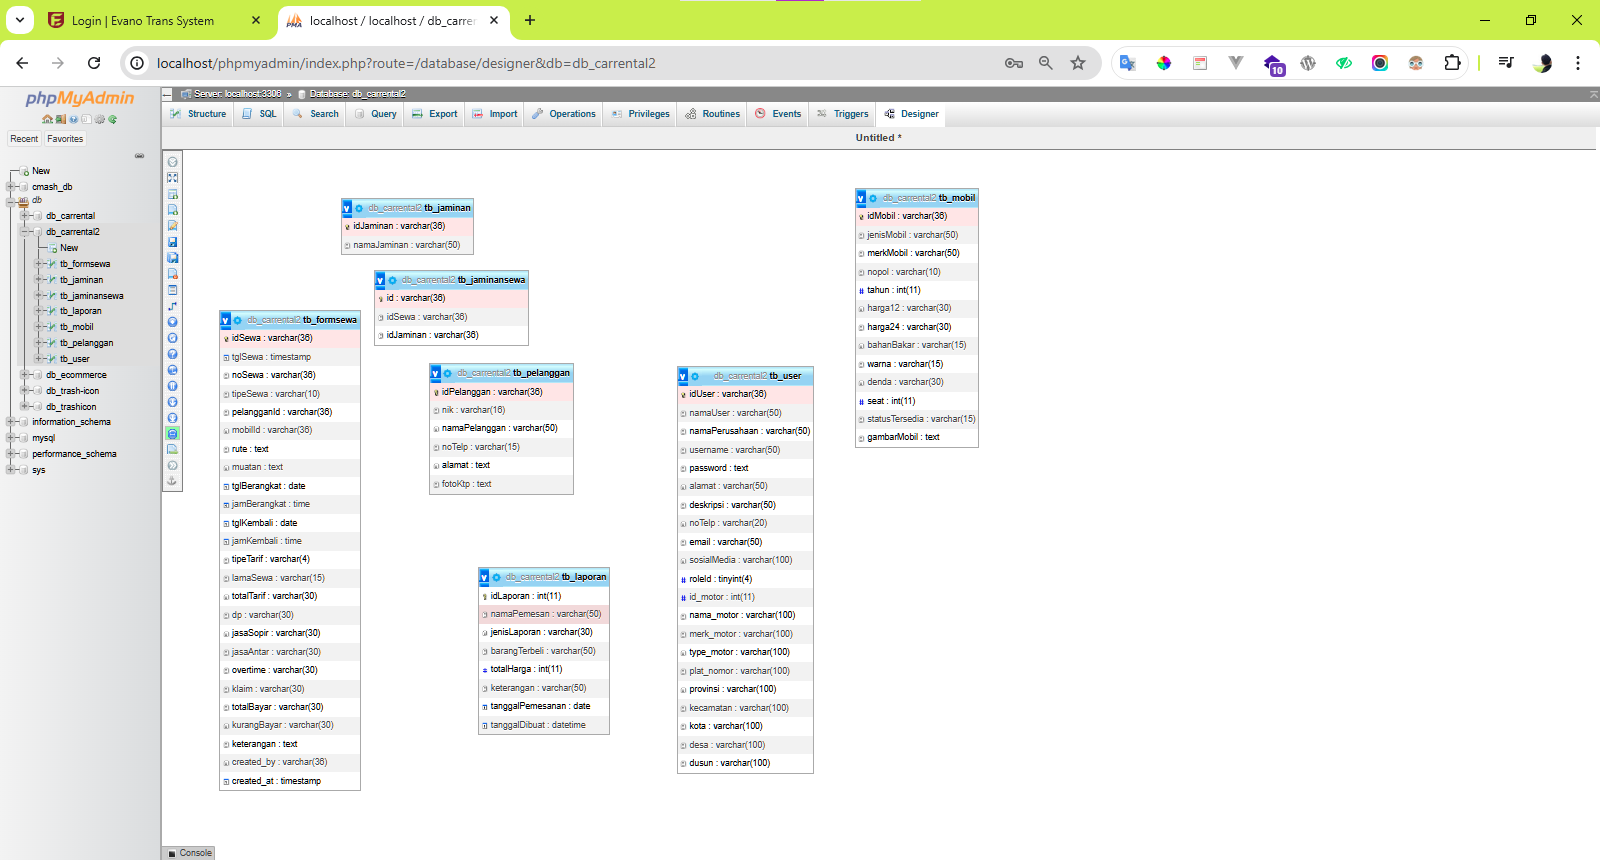 Login | Evano Trans System
localhost / localhost / db_carren
localhost/phpmyadmin/index.php?route=/database/designer&db=db_carrental2
10
phpMyAdmin
Recent
Favorites
New
cmash_db
db
db_carrental
db_carrental2
New
tb_formsewa
tb_jaminan
tb_jaminansewa
tb_laporan
tb_mobil
tb_pelanggan
tb_user
db_ecommerce
db_trash-icon
db_trashicon
information_schema
mysql
performance_schema
sys
Server: localhost:3306 » Database: db_carrental2
Structure
SQL
Search
Query
Export
Import
Operations
Privileges
Routines
Events
Triggers
Designer
Untitled *
db_carrental2 tb_jaminan
idJaminan : varchar(36)
namaJaminan : varchar(50)
db_carrental2 tb_jaminansewa
id : varchar(36)
idSewa : varchar(36)
idJaminan : varchar(36)
db_carrental2 tb_formsewa
idSewa : varchar(36)
tglSewa : timestamp
noSewa : varchar(36)
tipeSewa : varchar(10)
pelangganId : varchar(36)
mobilId : varchar(36)
rute : text
muatan : text
tglBerangkat : date
jamBerangkat : time
tglKembali : date
jamKembali : time
tipeTarif : varchar(4)
lamaSewa : varchar(15)
totalTarif : varchar(30)
dp : varchar(30)
jasaSopir : varchar(30)
jasaAntar : varchar(30)
overtime : varchar(30)
klaim : varchar(30)
totalBayar : varchar(30)
kurangBayar : varchar(30)
keterangan : text
created_by : varchar(36)
created_at : timestamp
db_carrental2 tb_pelanggan
idPelanggan : varchar(36)
nik : varchar(16)
namaPelanggan : varchar(50)
noTelp : varchar(15)
alamat : text
fotoKtp : text
db_carrental2 tb_laporan
idLaporan : int(11)
namaPemesan : varchar(50)
jenisLaporan : varchar(30)
barangTerbeli : varchar(50)
totalHarga : int(11)
keterangan : varchar(50)
tanggalPemesanan : date
tanggalDibuat : datetime
db_carrental2 tb_user
idUser : varchar(36)
namaUser : varchar(50)
namaPerusahaan : varchar(50)
username : varchar(50)
password : text
alamat : varchar(50)
deskripsi : varchar(50)
noTelp : varchar(20)
email : varchar(50)
sosialMedia : varchar(100)
roleId : tinyint(4)
id_motor : int(11)
nama_motor : varchar(100)
merk_motor : varchar(100)
type_motor : varchar(100)
plat_nomor : varchar(100)
provinsi : varchar(100)
kecamatan : varchar(100)
kota : varchar(100)
desa : varchar(100)
dusun : varchar(100)
db_carrental2 tb_mobil
idMobil : varchar(36)
jenisMobil : varchar(50)
merkMobil : varchar(50)
nopol : varchar(10)
tahun : int(11)
harga12 : varchar(30)
harga24 : varchar(30)
bahanBakar : varchar(15)
warna : varchar(15)
denda : varchar(30)
seat : int(11)
statusTersedia : varchar(15)
gambarMobil : text
Console